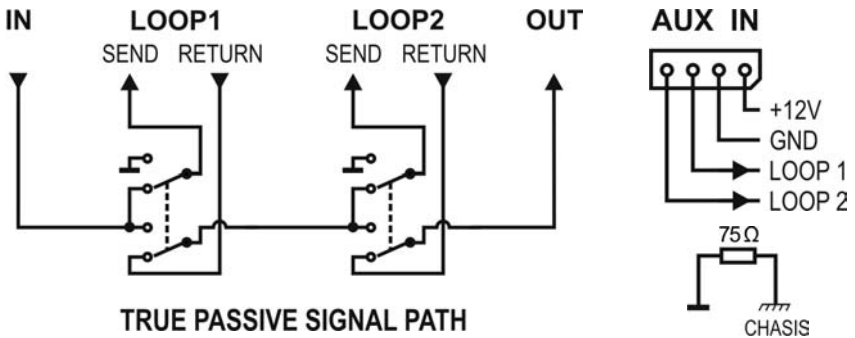 IN LOOP1 LOOP2 OUT AUX IN
SEND RETURN SEND RETURN
+12V
GND
LOOP 1
LOOP 2
75Ω
TRUE PASSIVE SIGNAL PATH
CHASIS